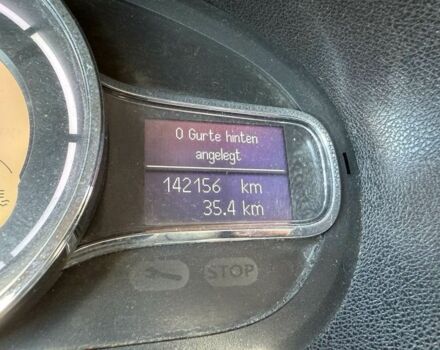 0 Gurte hinten
angelegt
142156 km
35.4 km
STOP